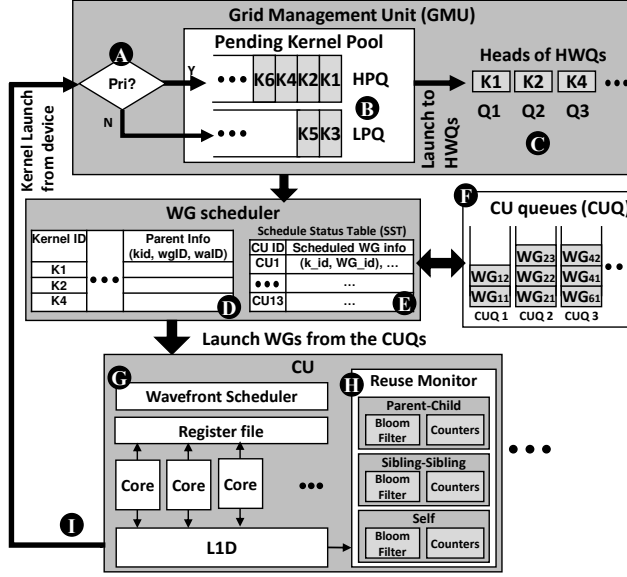 Grid Management Unit (GMU)
A
Pri?
Y
N
Pending Kernel Pool
••• K6 K4 K2 K1 HPQ
B
••• K5 K3 LPQ
Launch to
HWQs
Heads of HWQs
K1 K2 K4 •••
Q1 Q2 Q3
C
Kernel Launch
from device
WG scheduler
Kernel ID
Parent Info
(kid, wgID, waID)
K1
K2
K4
•••
D
Schedule Status Table (SST)
CU ID Scheduled WG info
CU1 (k_id, WG_id), …
••• …
CU13 …
E
F
CU queues (CUQ)
WG23 WG42
WG12 WG22 WG41
WG11 WG21 WG61
CUQ 1 CUQ 2 CUQ 3
Launch WGs from the CUQs
CU
G
Wavefront Scheduler
Register file
Core Core Core •••
L1D
H
Reuse Monitor
Parent-Child
Bloom
Filter
Counters
Sibling-Sibling
Bloom
Filter
Counters
Self
Bloom
Filter
Counters
•••
I